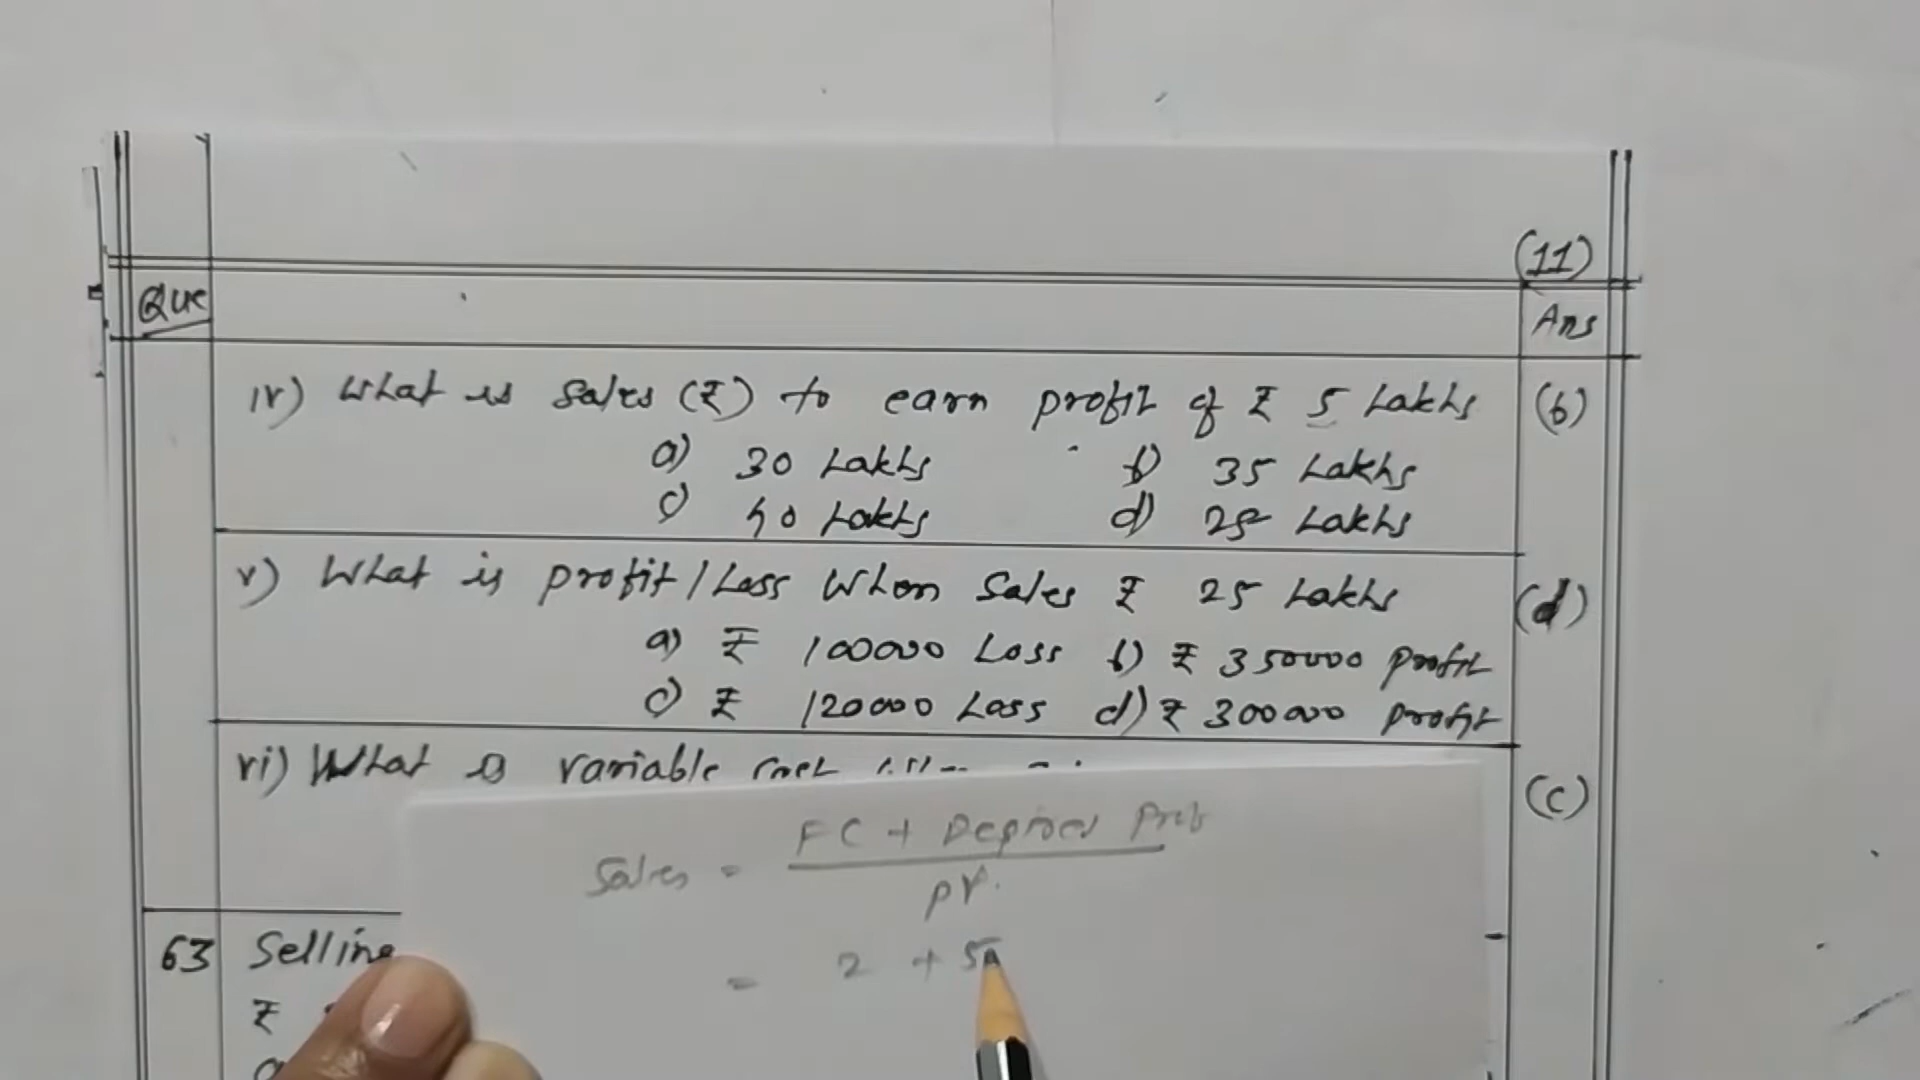 (11)
Que Ans
iv) What is Sales (₹) to earn profit of ₹ 5 Lakhs (b)
a) 30 Lakhs b) 35 Lakhs
c) 40 Lakhs d) 25 Lakhs
v) What is profit/Loss When Sales ₹ 25 Lakhs (d)
a) ₹ 100000 Loss b) ₹ 350000 profit
c) ₹ 120000 Loss d) ₹ 300000 profit
vi) What is variable (c)
Sales = FC + Desired Prof
PV.
= 2 + 5
63 Selling
₹